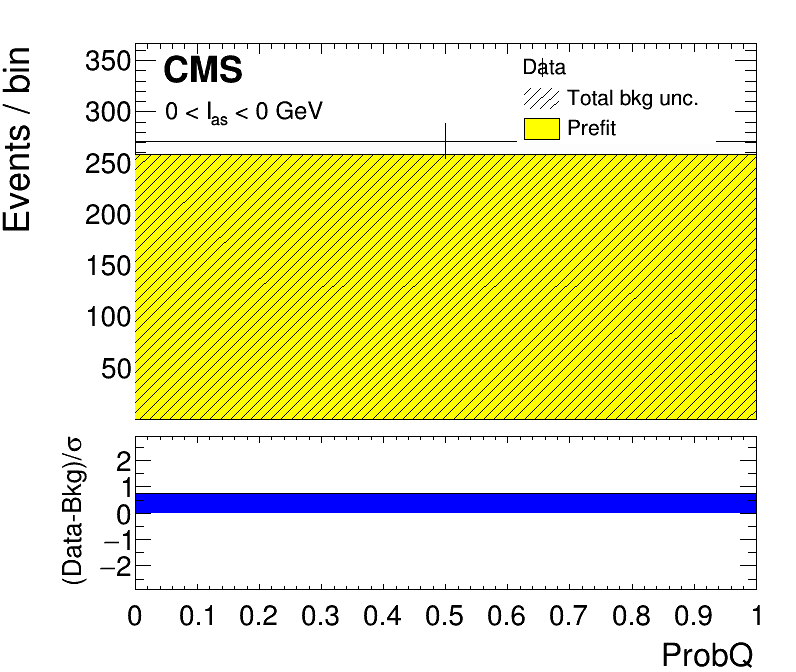 Events / bin
350
300
250
200
150
100
50
CMS
0 < I_as < 0 GeV
Data
Total bkg unc.
Prefit
(Data-Bkg)/σ
2
1
0
−1
−2
0 0.1 0.2 0.3 0.4 0.5 0.6 0.7 0.8 0.9 1
ProbQ